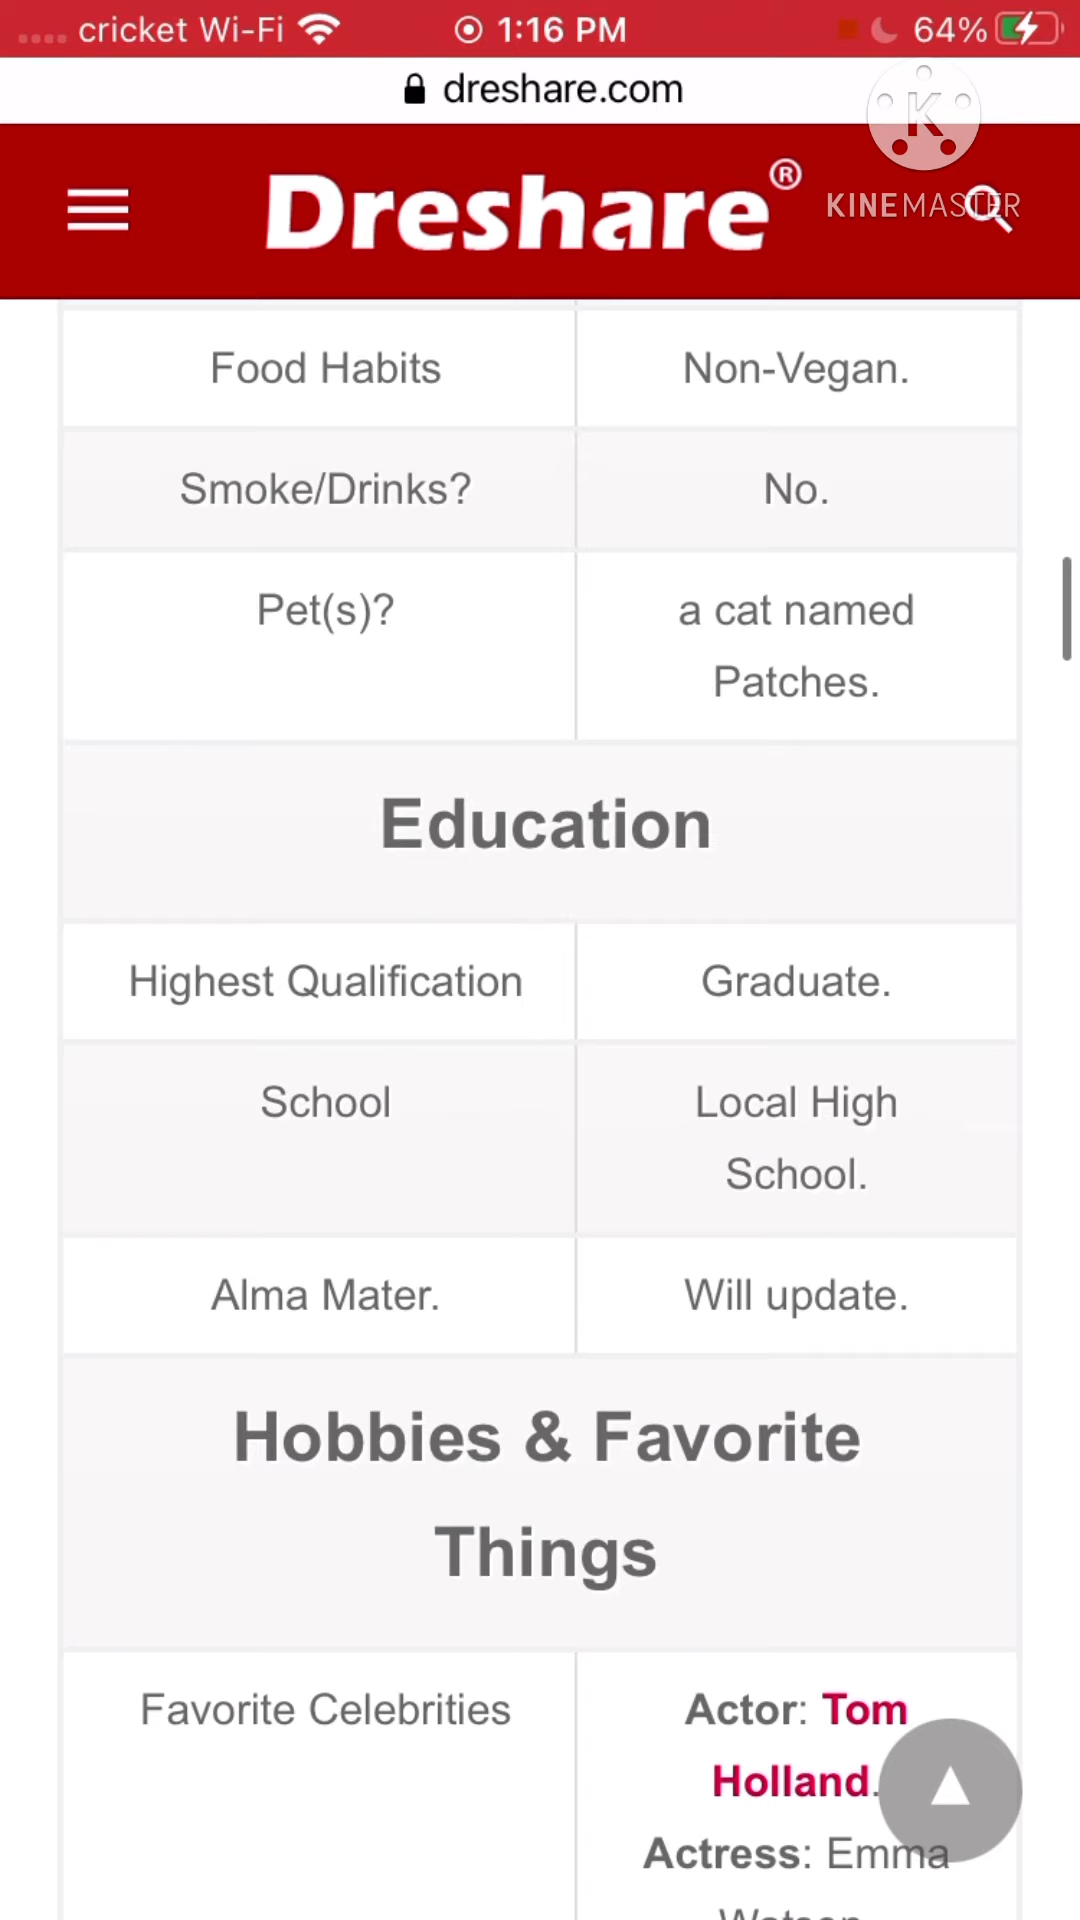 cricket Wi-Fi 1:16 PM 64%
dreshare.com
K
Dreshare®
KINEMASTER
Food Habits Non-Vegan.
Smoke/Drinks? No.
Pet(s)? a cat named
Patches.
Education
Highest Qualification Graduate.
School Local High
School.
Alma Mater. Will update.
Hobbies & Favorite
Things
Favorite Celebrities Actor: Tom
Holland.
Actress: Emma
Watson